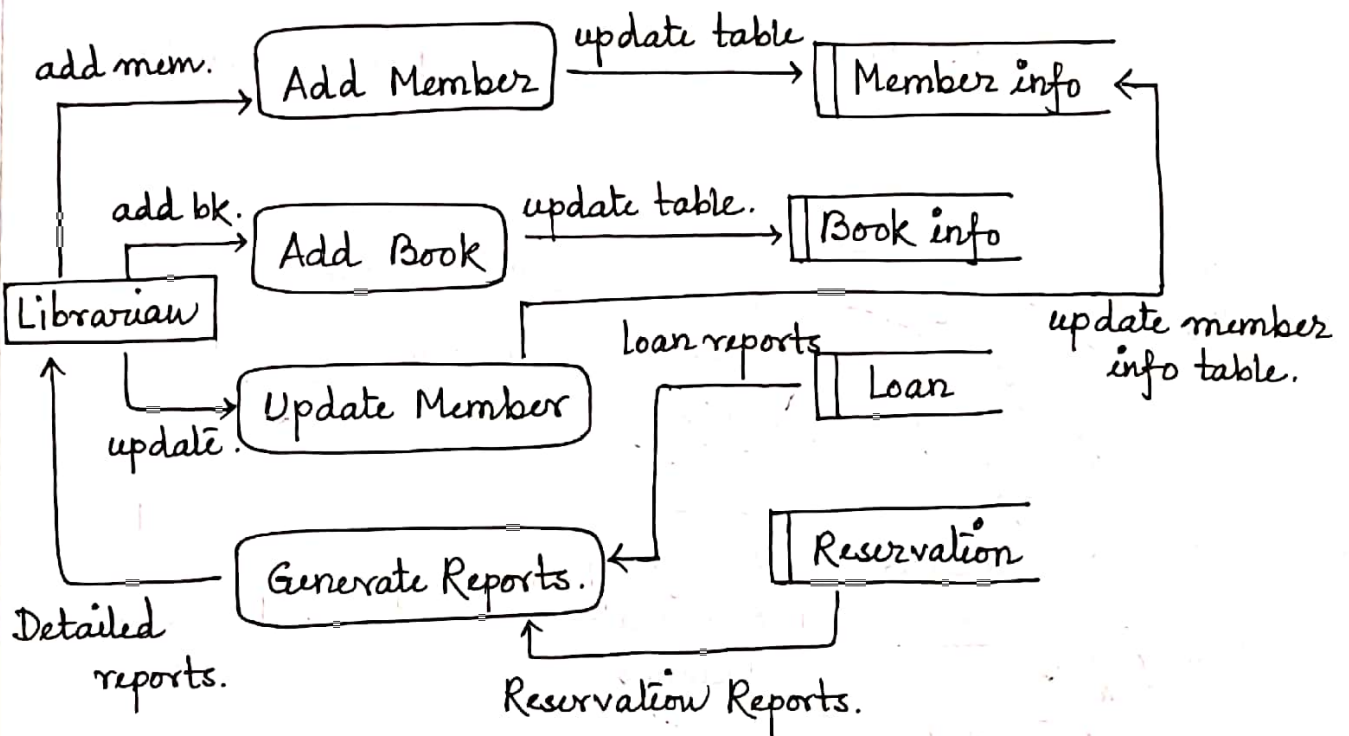 update table
add mem.
Add Member
Member info
add bk.
update table.
Add Book
Book info
Librarian
update member
info table.
Loan reports
Loan
Update Member
update.
Reservation
Generate Reports.
Detailed
reports.
Reservation Reports.